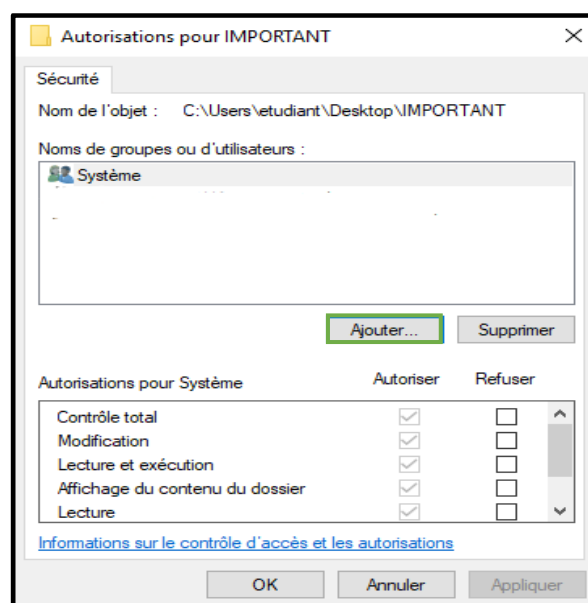 Autorisations pour IMPORTANT
Sécurité
Nom de l'objet : C:\Users\etudiant\Desktop\IMPORTANT
Noms de groupes ou d'utilisateurs :
Système
Ajouter... Supprimer
Autorisations pour Système Autoriser Refuser
Contrôle total
Modification
Lecture et exécution
Affichage du contenu du dossier
Lecture
Informations sur le contrôle d'accès et les autorisations
OK Annuler Appliquer